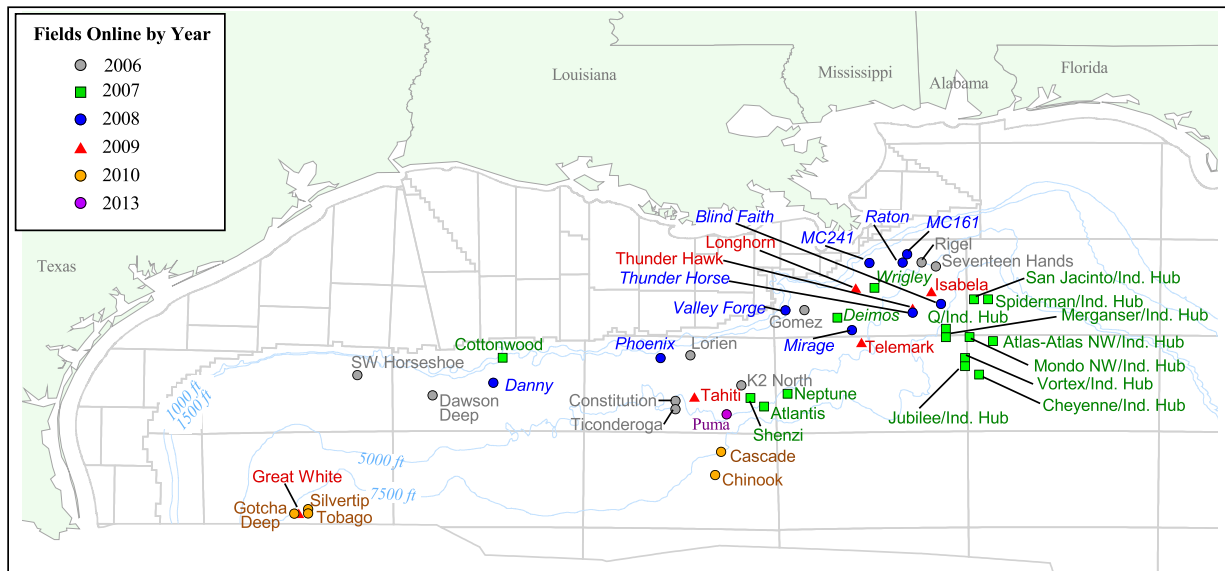 Fields Online by Year
2006
2007
2008
2009
2010
2013
Louisiana
Mississippi
Alabama
Florida
Texas
Blind Faith
Raton
MC161
MC241
Longhorn
Rigel
Thunder Hawk
Seventeen Hands
Wrigley
San Jacinto/Ind. Hub
Thunder Horse
Isabela
Spiderman/Ind. Hub
Valley Forge
Gomez
Deimos
Q/Ind. Hub
Merganser/Ind. Hub
Cottonwood
Phoenix
Lorien
Mirage
Telemark
Atlas-Atlas NW/Ind. Hub
SW Horseshoe
Mondo NW/Ind. Hub
Danny
K2 North
Vortex/Ind. Hub
1000 ft
1500 ft
Dawson
Deep
Constitution
Tahiti
Neptune
Cheyenne/Ind. Hub
Ticonderoga
Puma
Atlantis
Jubilee/Ind. Hub
Shenzi
5000 ft
Cascade
Great White
7500 ft
Chinook
Gotcha
Deep
Silvertip
Tobago